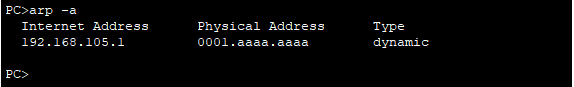 PC>arp -a
Internet Address Physical Address Type
192.168.105.1 0001.aaaa.aaaa dynamic
PC>